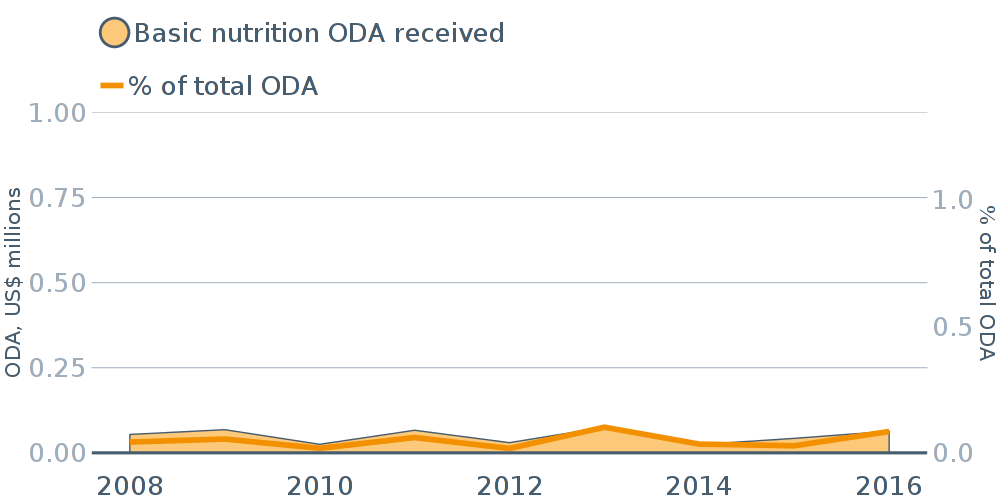 Basic nutrition ODA received
% of total ODA
1.00
0.75
0.50
0.25
0.00
ODA, US$ millions
1.0
0.5
0.0
% of total ODA
2008 2010 2012 2014 2016